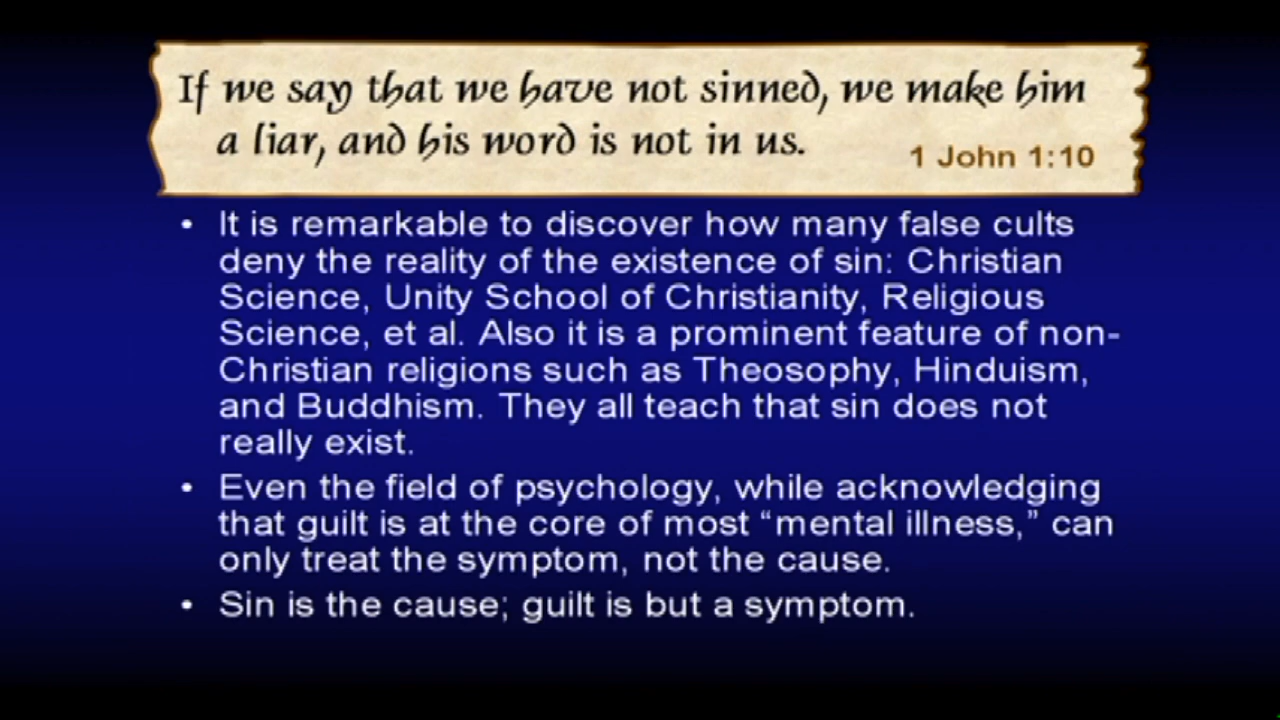 If we say that we have not sinned, we make him
a liar, and his word is not in us.
1 John 1:10
• It is remarkable to discover how many false cults
deny the reality of the existence of sin: Christian
Science, Unity School of Christianity, Religious
Science, et al. Also it is a prominent feature of non-
Christian religions such as Theosophy, Hinduism,
and Buddhism. They all teach that sin does not
really exist.
• Even the field of psychology, while acknowledging
that guilt is at the core of most “mental illness,” can
only treat the symptom, not the cause.
• Sin is the cause; guilt is but a symptom.